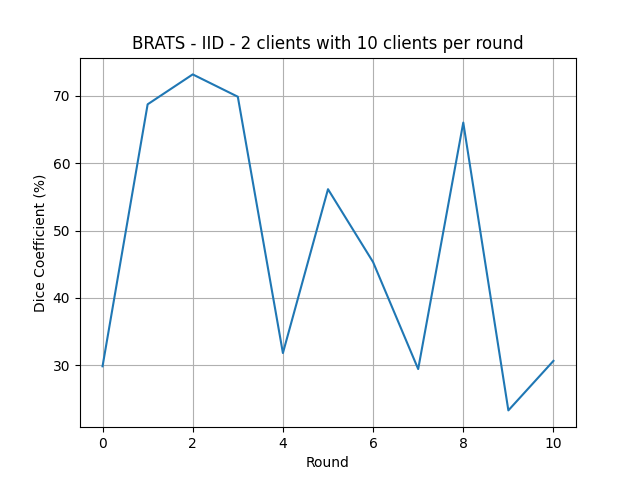 BRATS - IID - 2 clients with 10 clients per round
Dice Coefficient (%)
70
60
50
40
30
0 2 4 6 8 10
Round